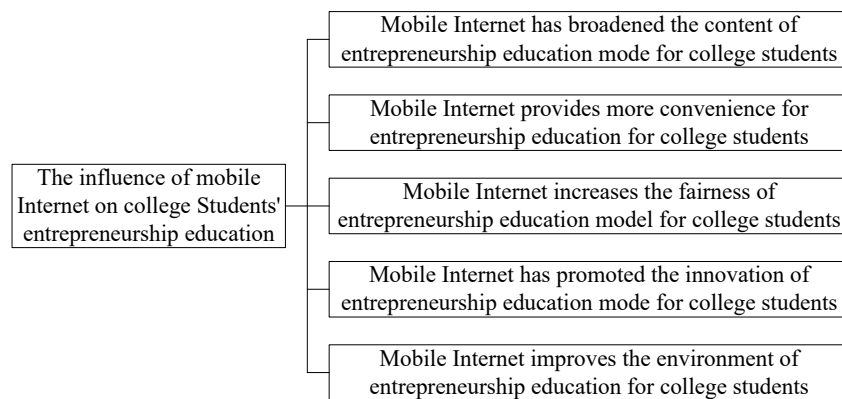 Mobile Internet has broadened the content of
entrepreneurship education mode for college students
Mobile Internet provides more convenience for
entrepreneurship education for college students
The influence of mobile
Internet on college Students'
entrepreneurship education
Mobile Internet increases the fairness of
entrepreneurship education model for college students
Mobile Internet has promoted the innovation of
entrepreneurship education mode for college students
Mobile Internet improves the environment of
entrepreneurship education for college students